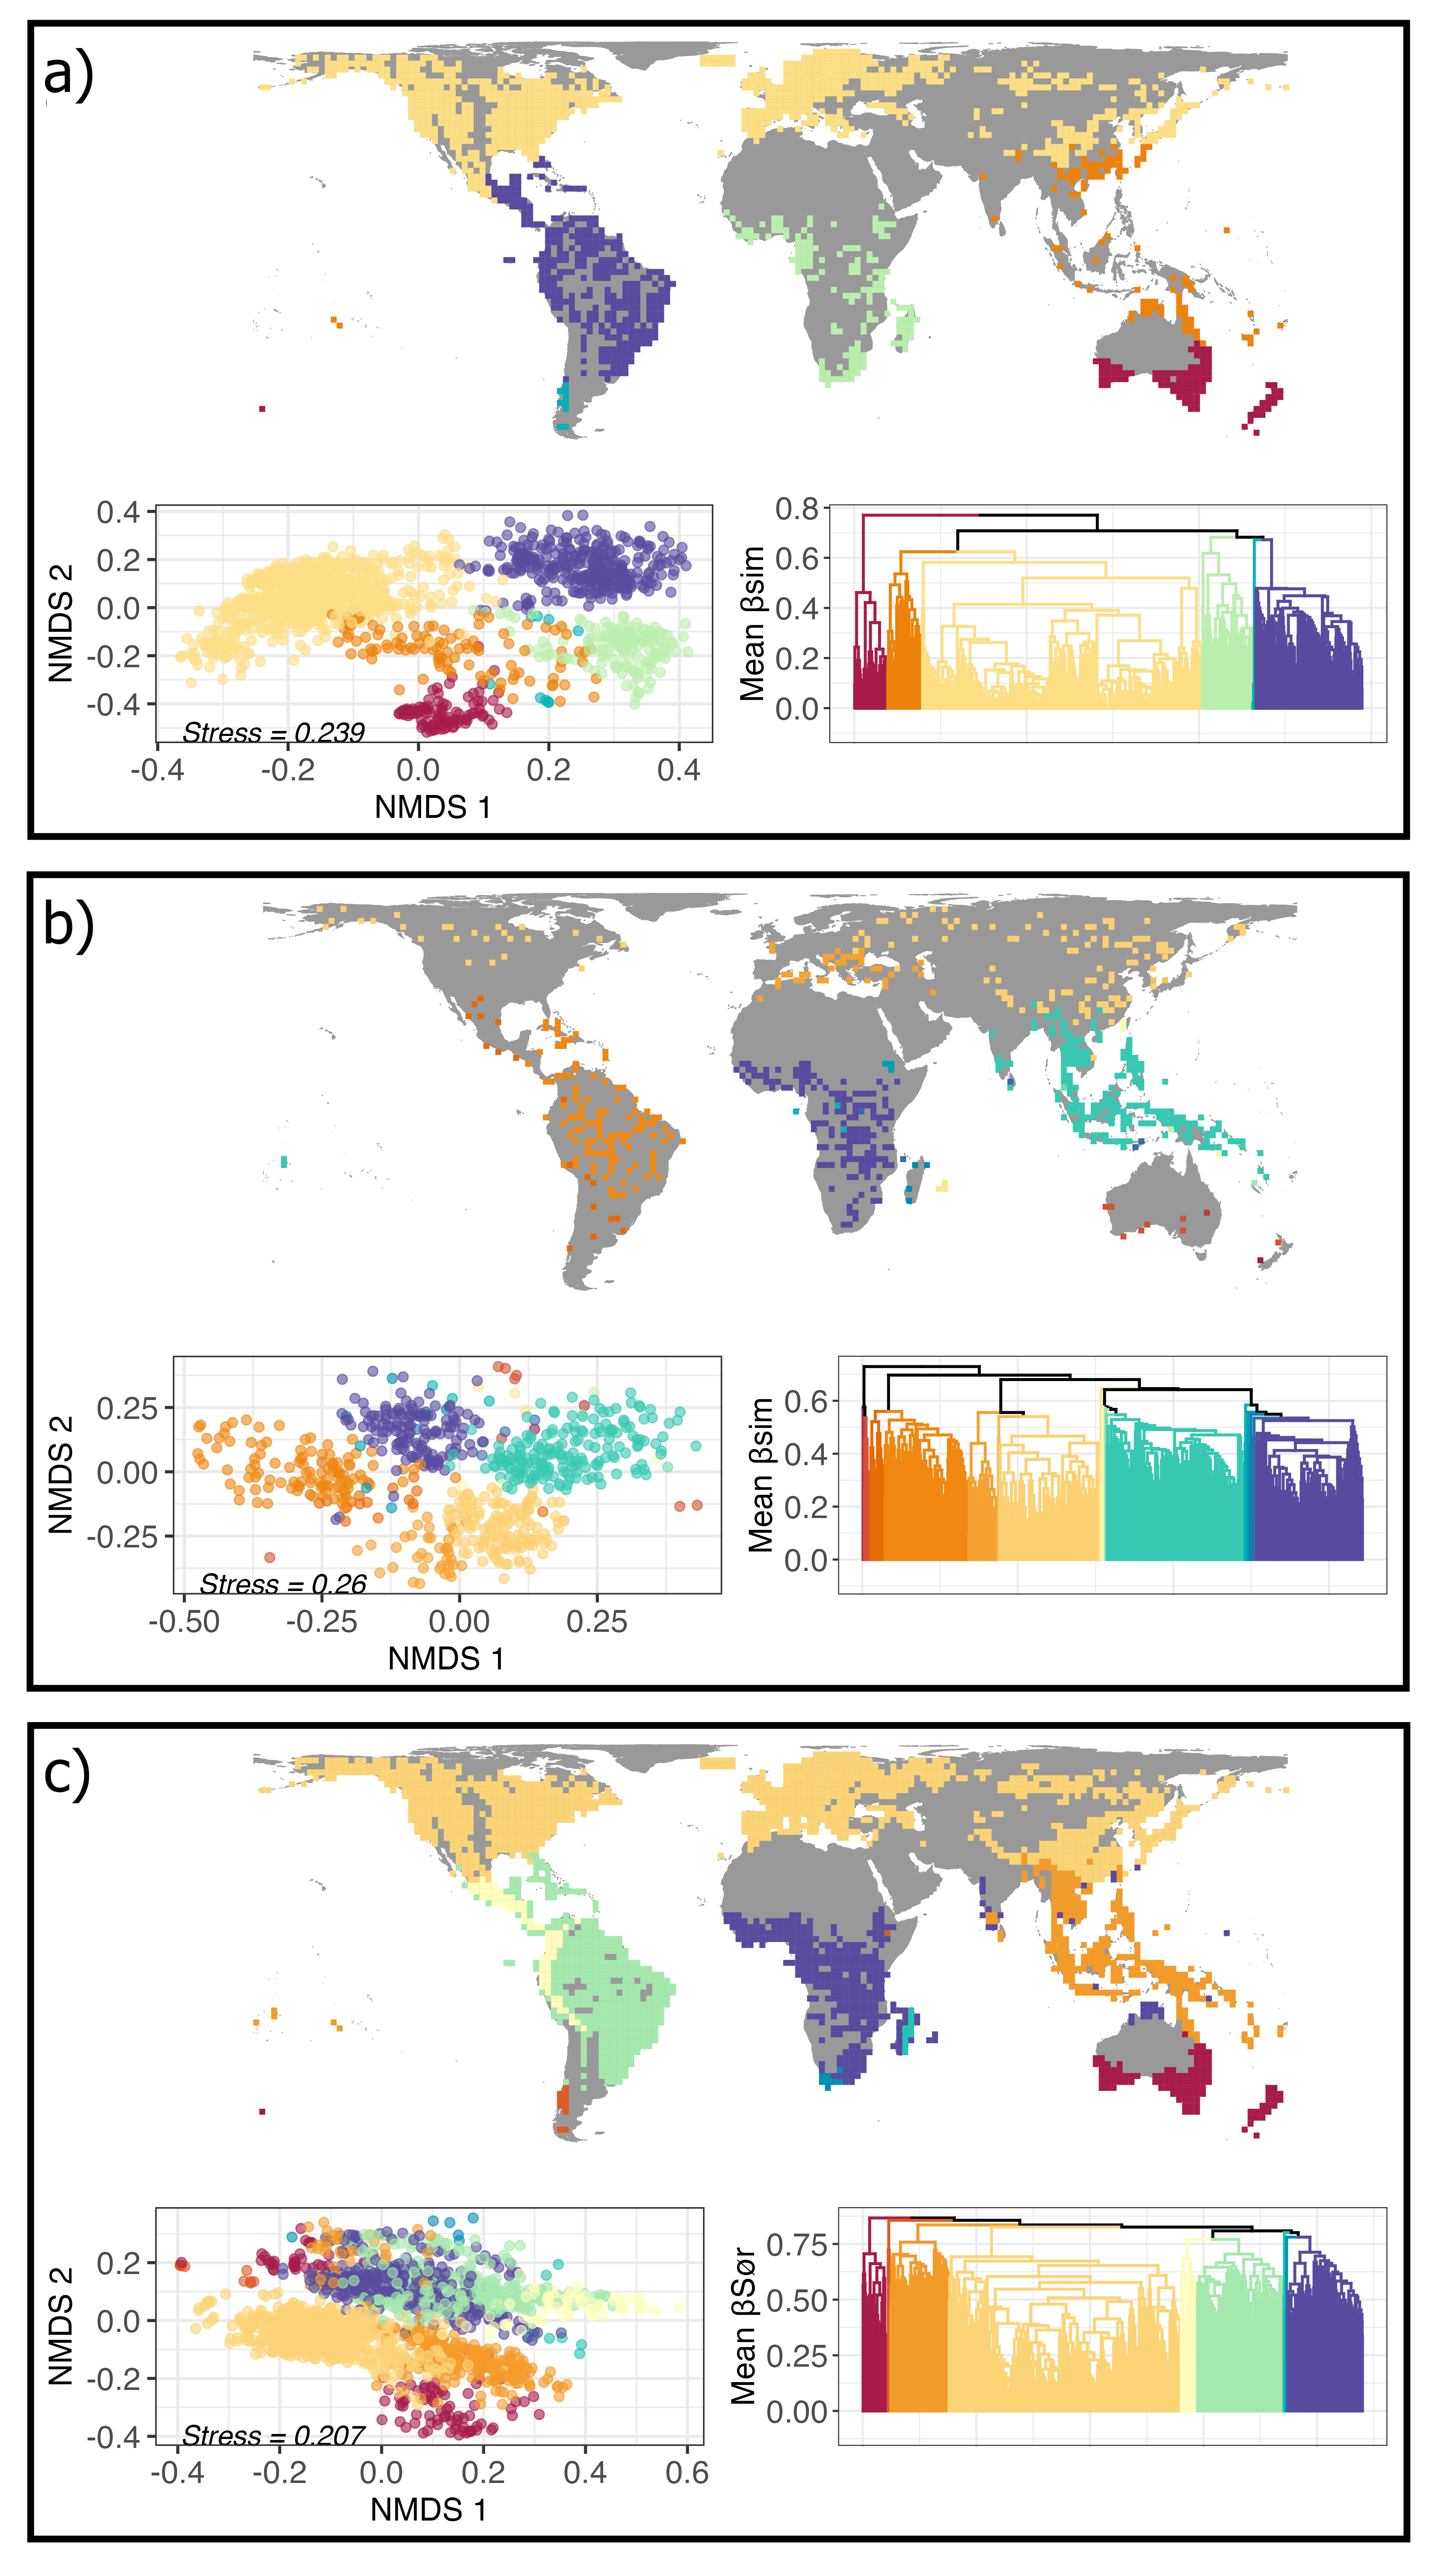 a)
0.4
0.2
0.0
-0.2
-0.4
NMDS 2
Stress = 0.239
-0.4 -0.2 0.0 0.2 0.4
NMDS 1
0.8
0.6
0.4
0.2
0.0
Mean βsim
b)
0.25
0.00
-0.25
NMDS 2
Stress = 0.26
-0.50 -0.25 0.00 0.25
NMDS 1
0.6
0.4
0.2
0.0
Mean βsim
c)
0.2
0.0
-0.2
-0.4
NMDS 2
Stress = 0.207
-0.4 -0.2 0.0 0.2 0.4 0.6
NMDS 1
0.75
0.50
0.25
0.00
Mean βSør